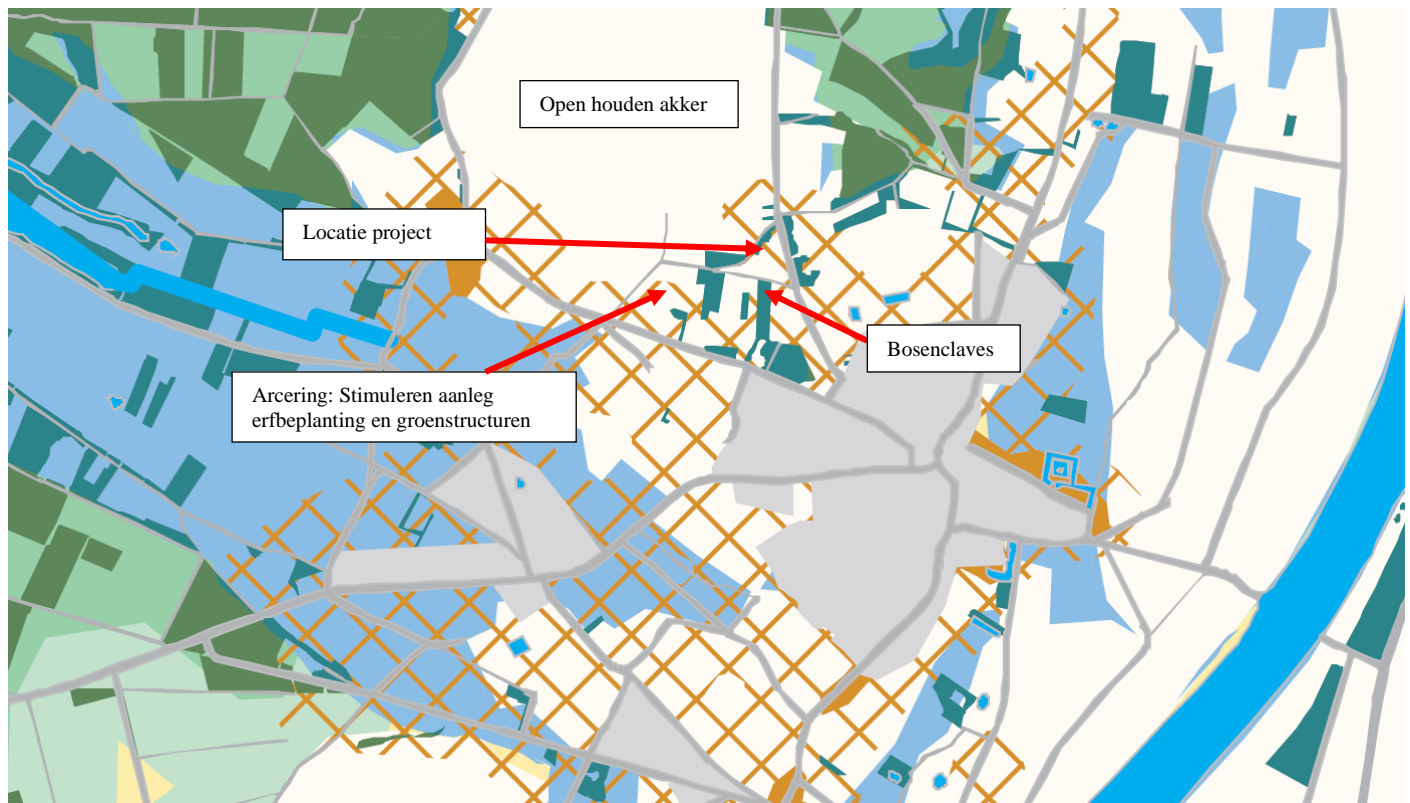 Open houden akker
Locatie project
Bosenclaves
Arcering: Stimuleren aanleg
erfbeplanting en groenstructuren